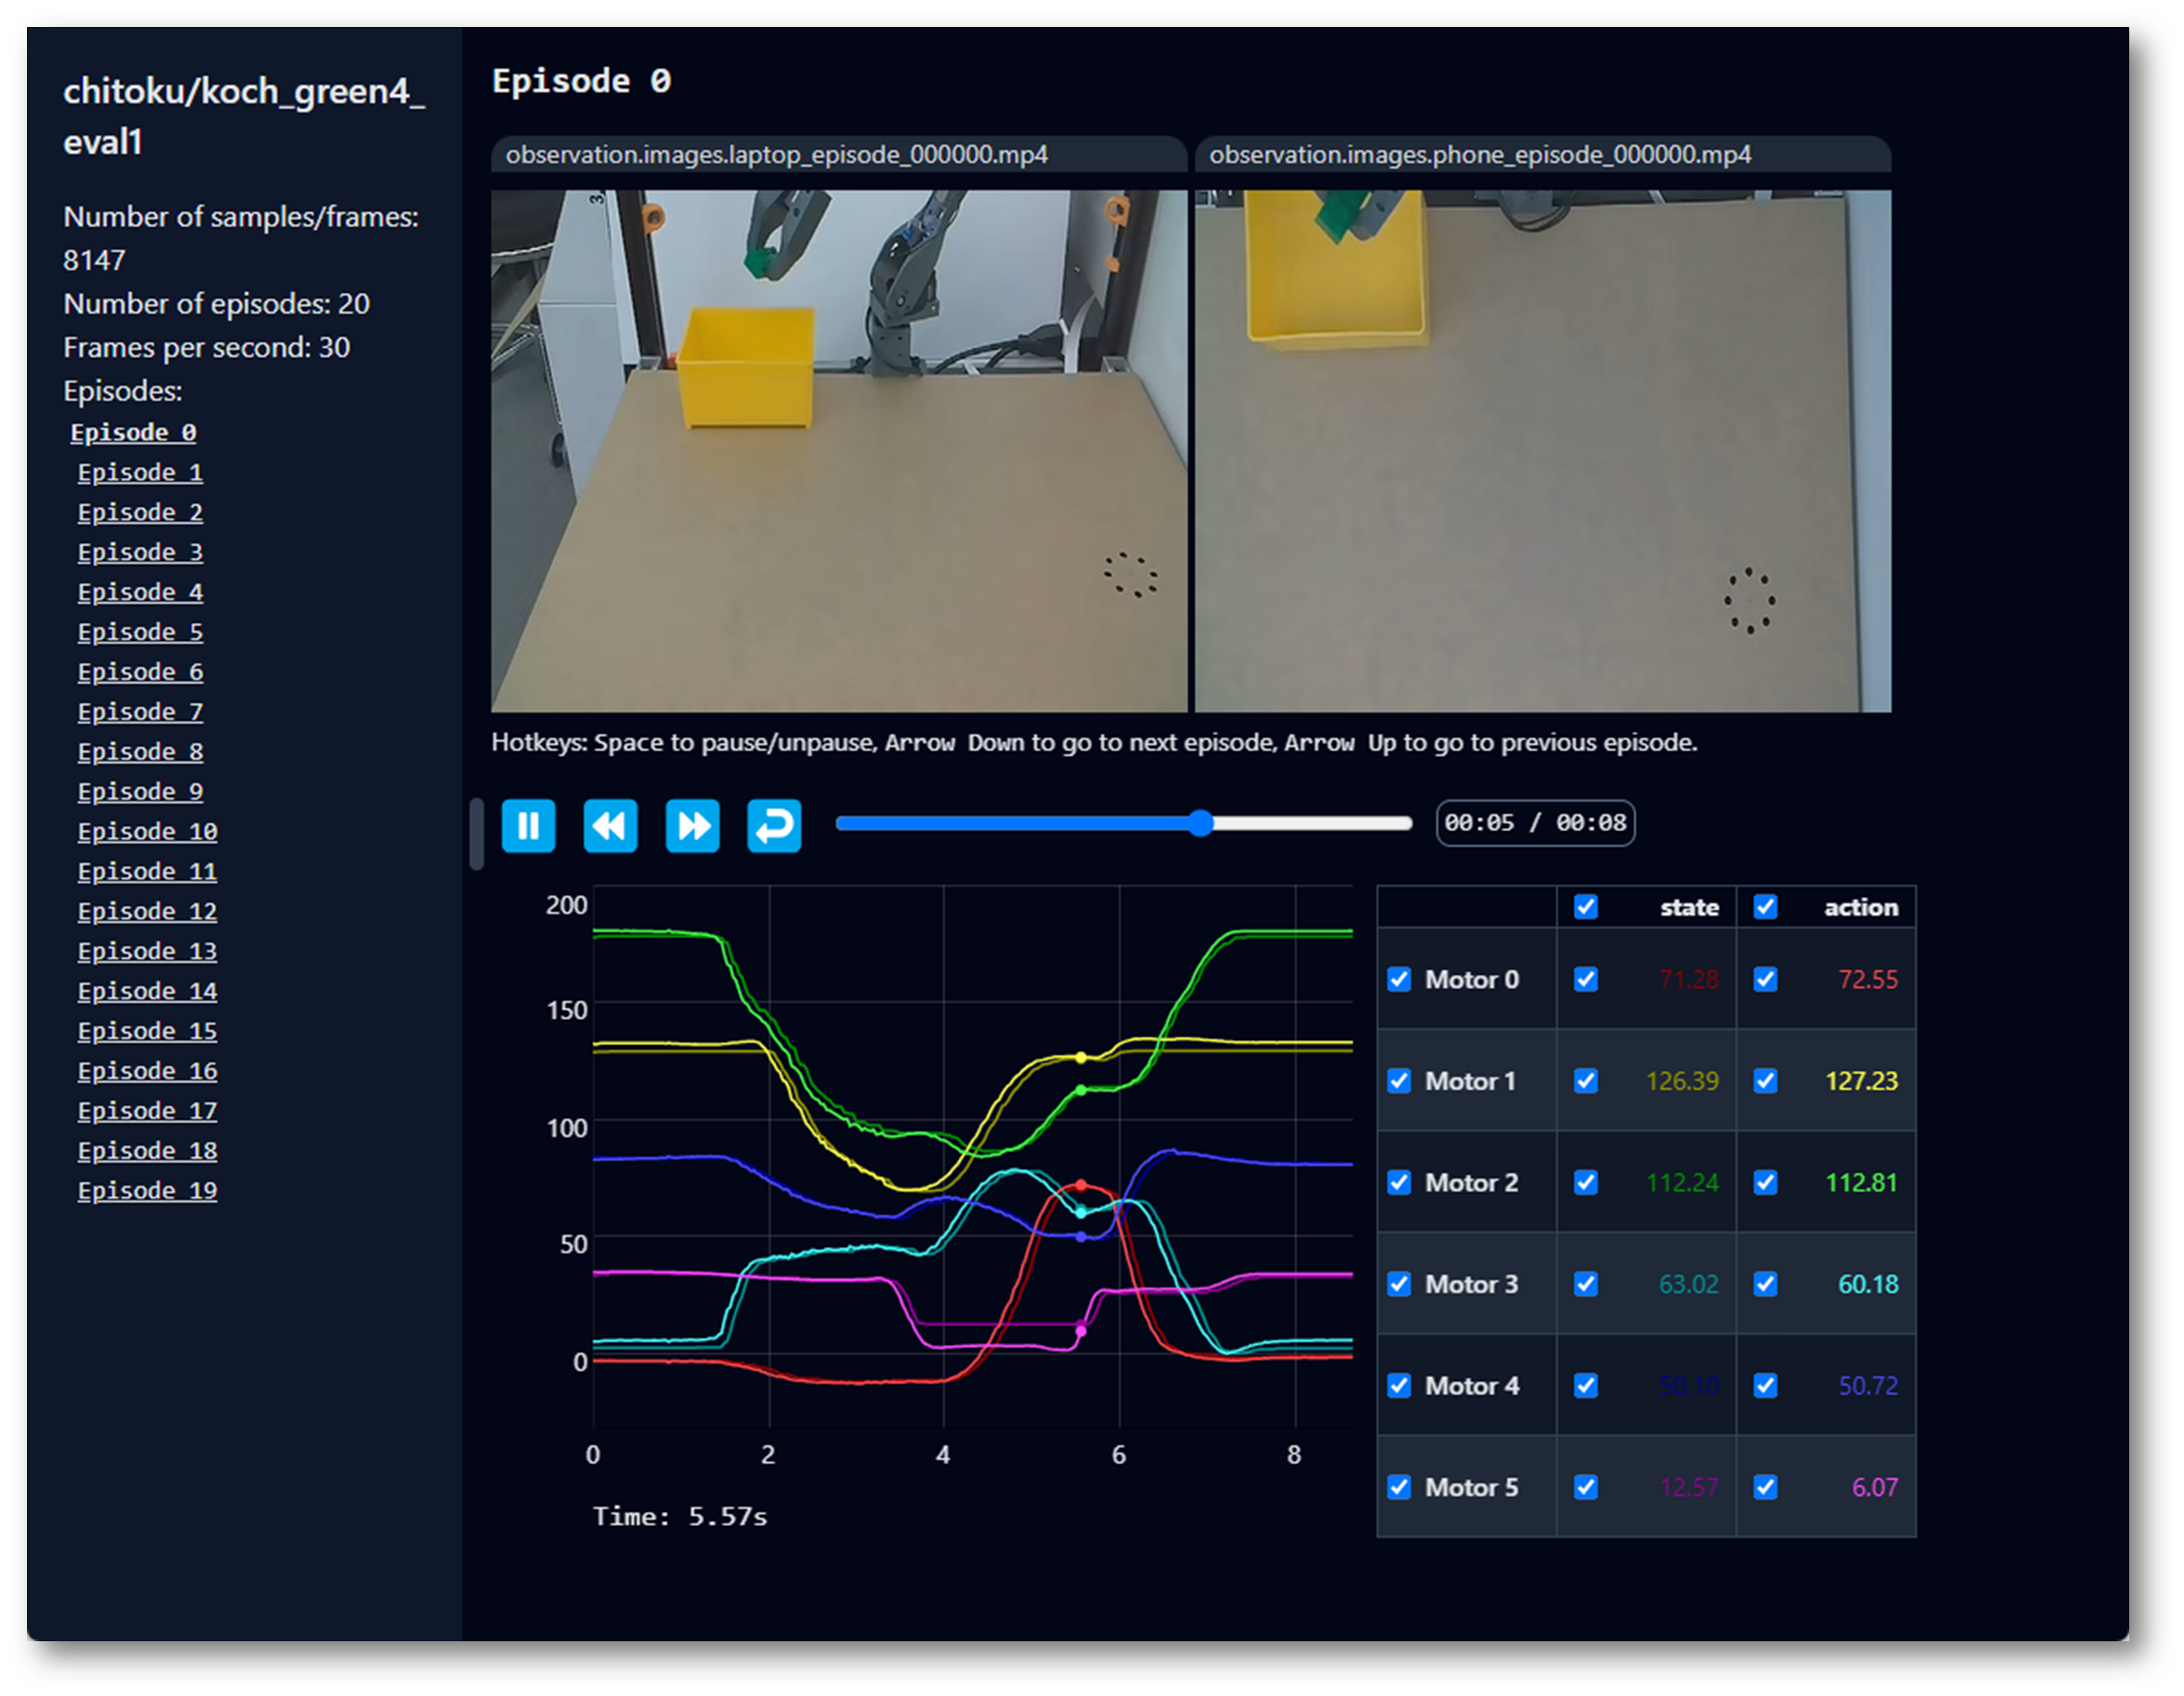 chitoku/koch_green4_
eval1
Number of samples/frames:
8147
Number of episodes: 20
Frames per second: 30
Episodes:
Episode 0
Episode 1
Episode 2
Episode 3
Episode 4
Episode 5
Episode 6
Episode 7
Episode 8
Episode 9
Episode 10
Episode 11
Episode 12
Episode 13
Episode 14
Episode 15
Episode 16
Episode 17
Episode 18
Episode 19
Episode 0
observation.images.laptop_episode_000000.mp4
observation.images.phone_episode_000000.mp4
Hotkeys: Space to pause/unpause, Arrow Down to go to next episode, Arrow Up to go to previous episode.
00:05 / 00:08
200
150
100
50
0
0 2 4 6 8
Time: 5.57s
state action
Motor 0 71.28 72.55
Motor 1 126.39 127.23
Motor 2 112.24 112.81
Motor 3 63.02 60.18
Motor 4 50.10 50.72
Motor 5 12.57 6.07